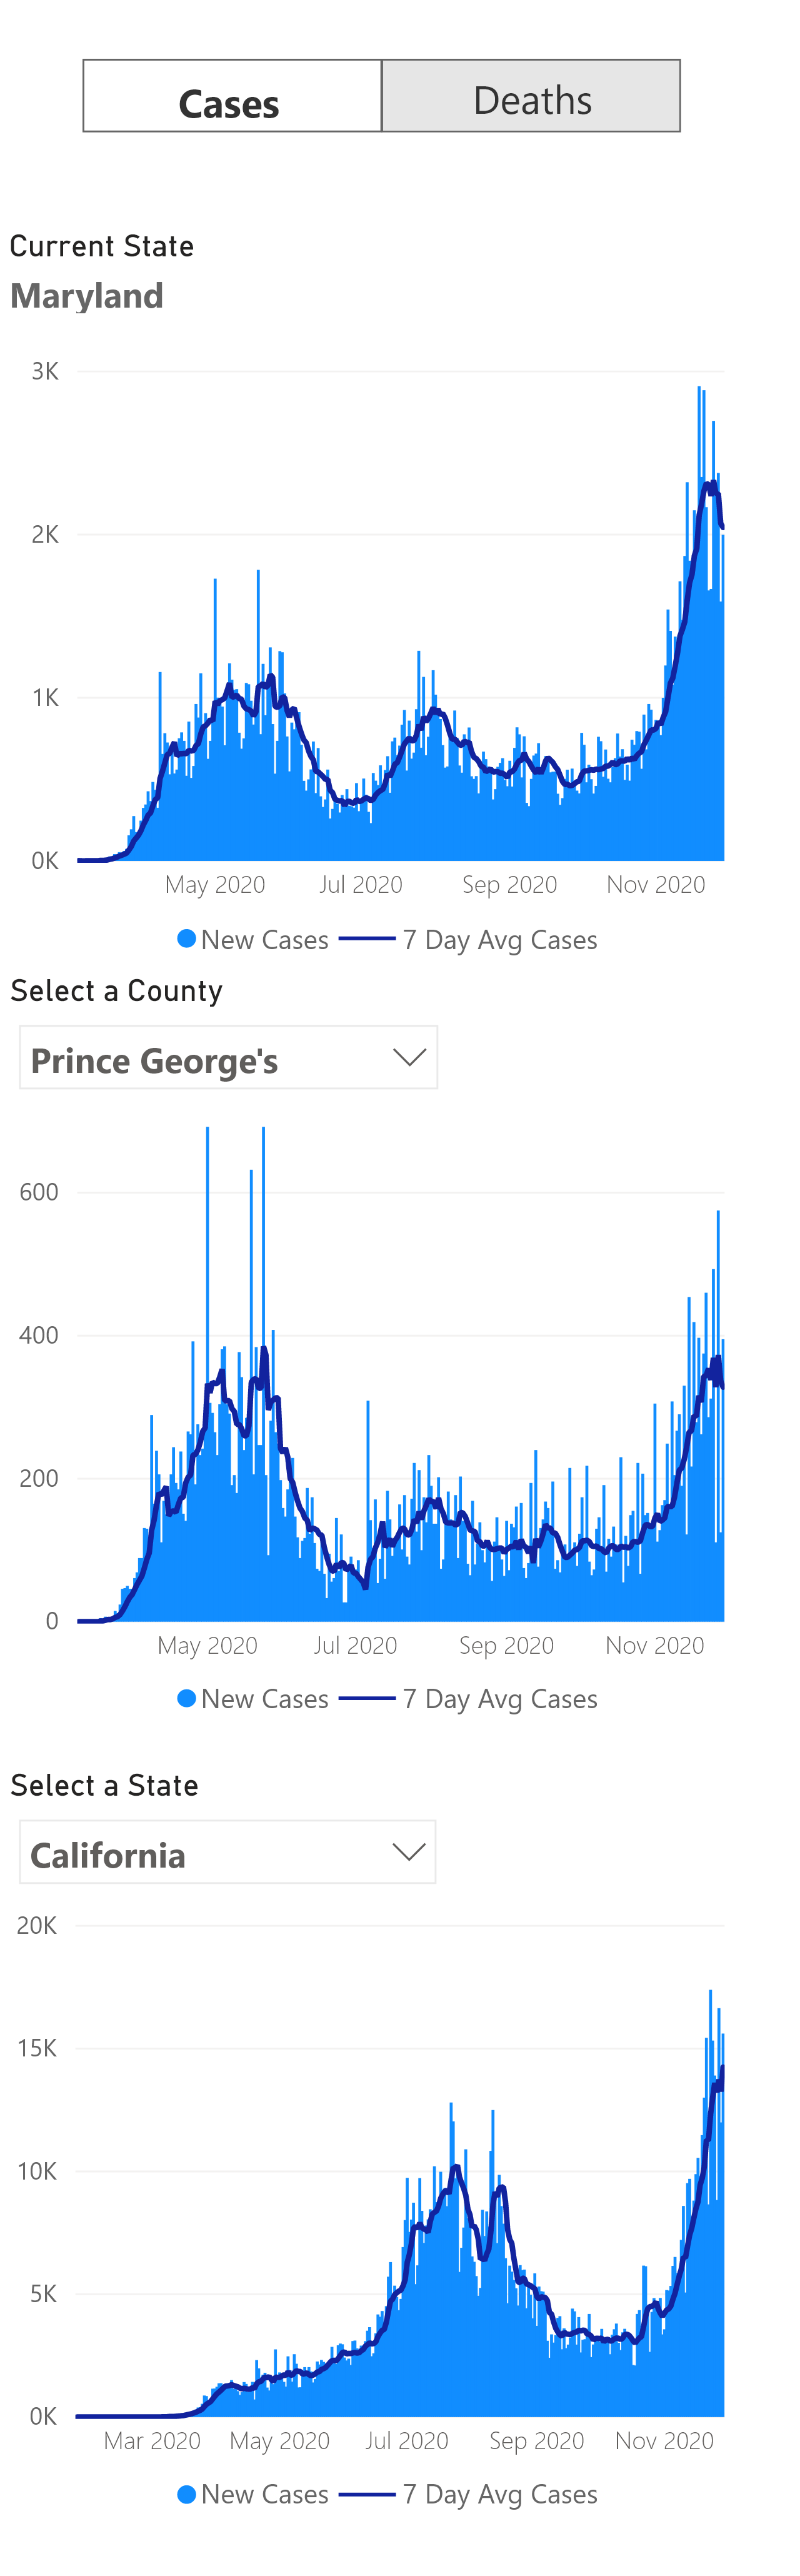 Cases Deaths
Current State
Maryland
3K
2K
1K
0K
May 2020 Jul 2020 Sep 2020 Nov 2020
New Cases 7 Day Avg Cases
Select a County
Prince George's
600
400
200
0
May 2020 Jul 2020 Sep 2020 Nov 2020
New Cases 7 Day Avg Cases
Select a State
California
20K
15K
10K
5K
0K
Mar 2020 May 2020 Jul 2020 Sep 2020 Nov 2020
New Cases 7 Day Avg Cases